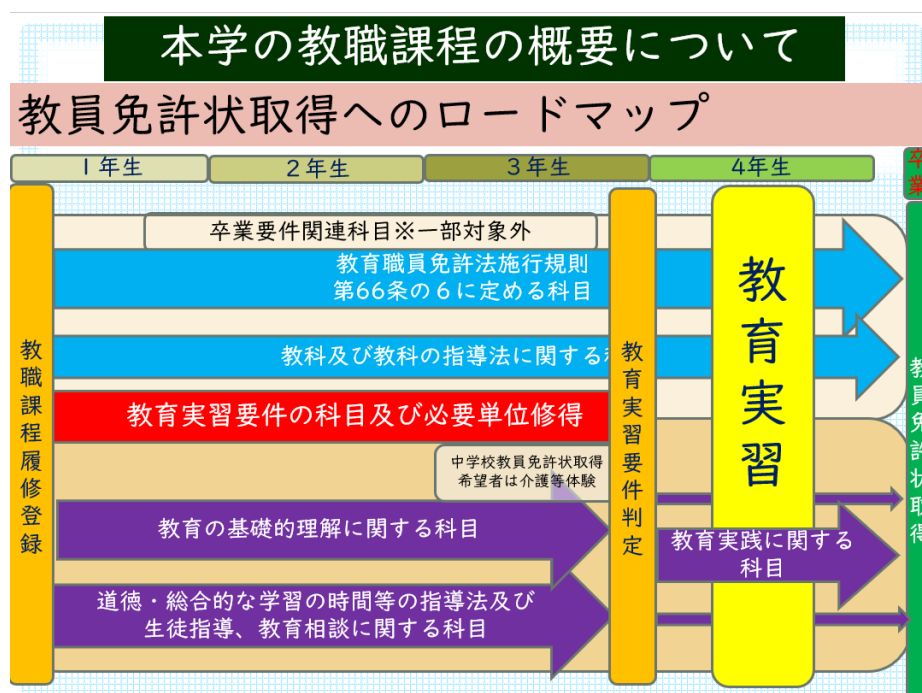 本学の教職課程の概要について
教員免許状取得へのロードマップ
1年生
2年生
3年生
4年生
卒業
教職課程履修登録
卒業要件関連科目※一部対象外
教育職員免許法施行規則
第66条の6に定める科目
教科及び教科の指導法に関する
教育実習要件の科目及び必要単位修得
中学校教員免許状取得
希望者は介護等体験
教育の基礎的理解に関する科目
道徳・総合的な学習の時間等の指導法及び
生徒指導、教育相談に関する科目
教育実習要件判定
教育実習
教育実践に関する
科目
教員免許状取得